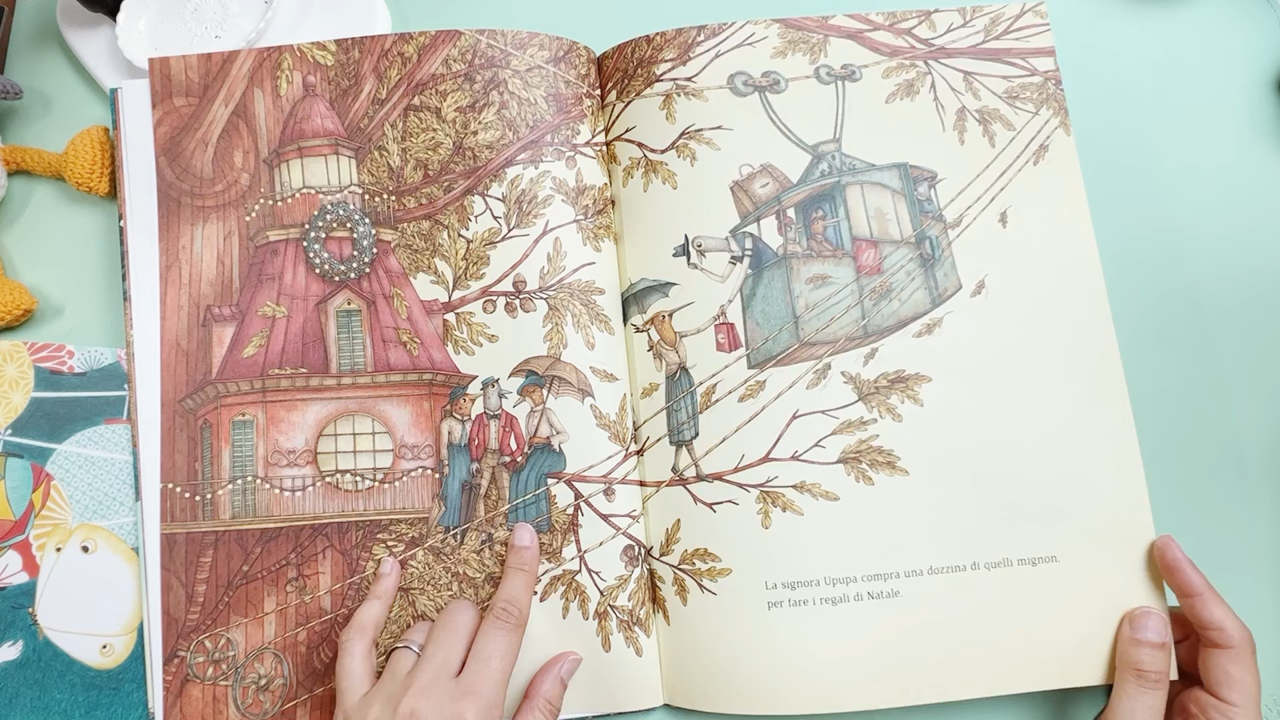 La signora Upupa compra una dozzina di quelli mignon,
per fare i regali di Natale.